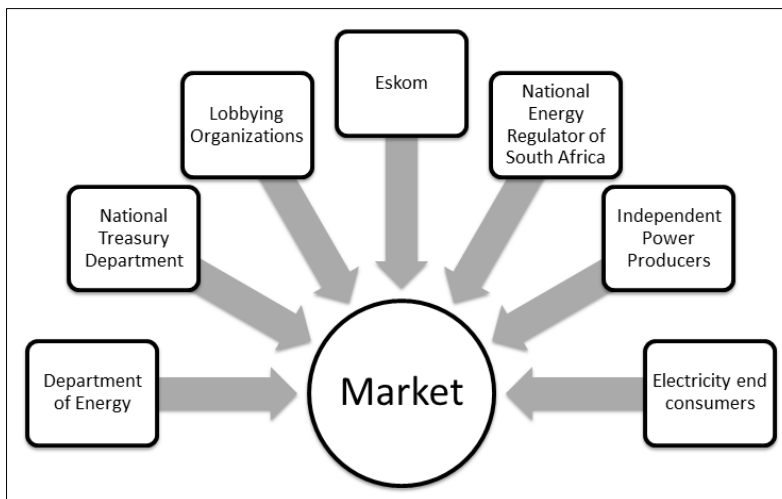 Eskom
Lobbying
Organizations
National
Energy
Regulator of
South Africa
National
Treasury
Department
Independent
Power
Producers
Department
of Energy
Market
Electricity end
consumers